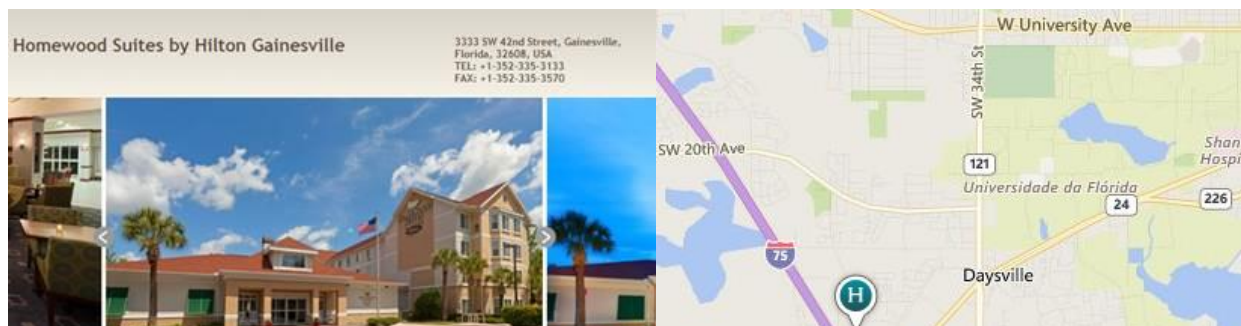 Homewood Suites by Hilton Gainesville
3333 SW 42nd Street, Gainesville,
Florida, 32608, USA
TEL: +1-352-335-3133
FAX: +1-352-335-3570
W University Ave
SW 34th St
SW 20th Ave
121
Shan
Hospi
Universidade da Flórida
24
226
75
Daysville
H